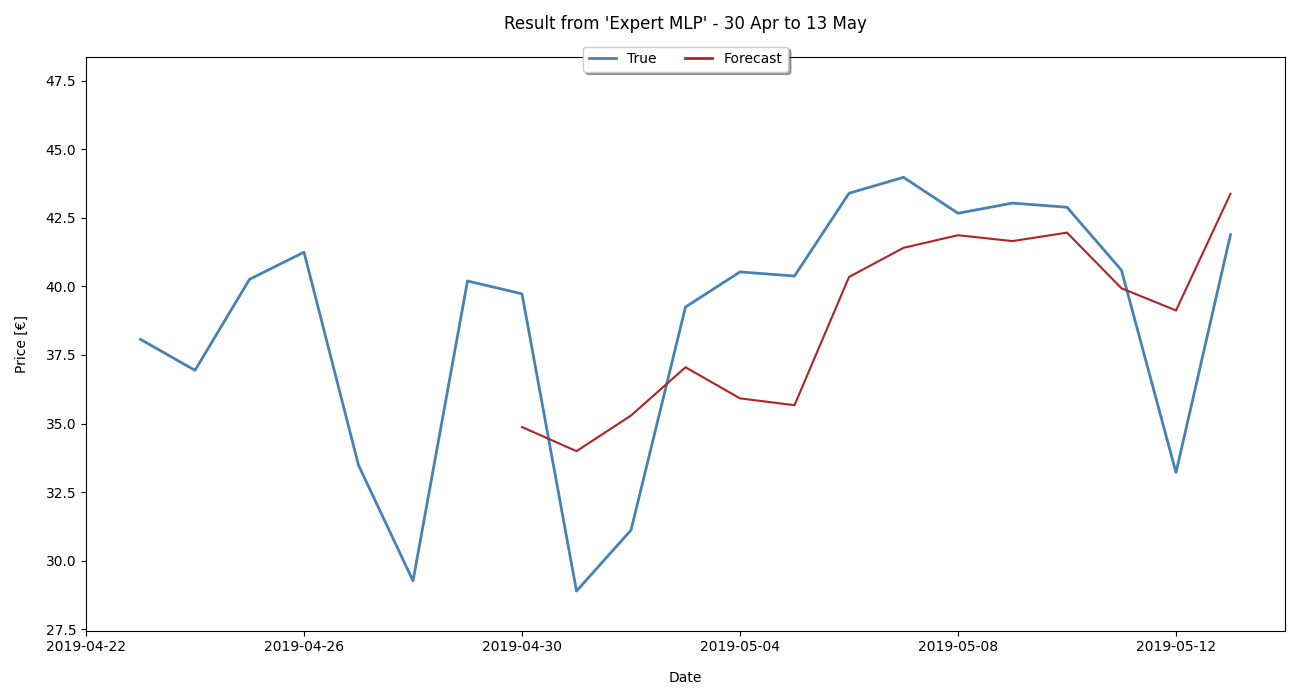 Result from 'Expert MLP' - 30 Apr to 13 May
True Forecast
47.5
45.0
42.5
40.0
37.5
35.0
32.5
30.0
27.5
Price [€]
2019-04-22 2019-04-26 2019-04-30 2019-05-04 2019-05-08 2019-05-12
Date